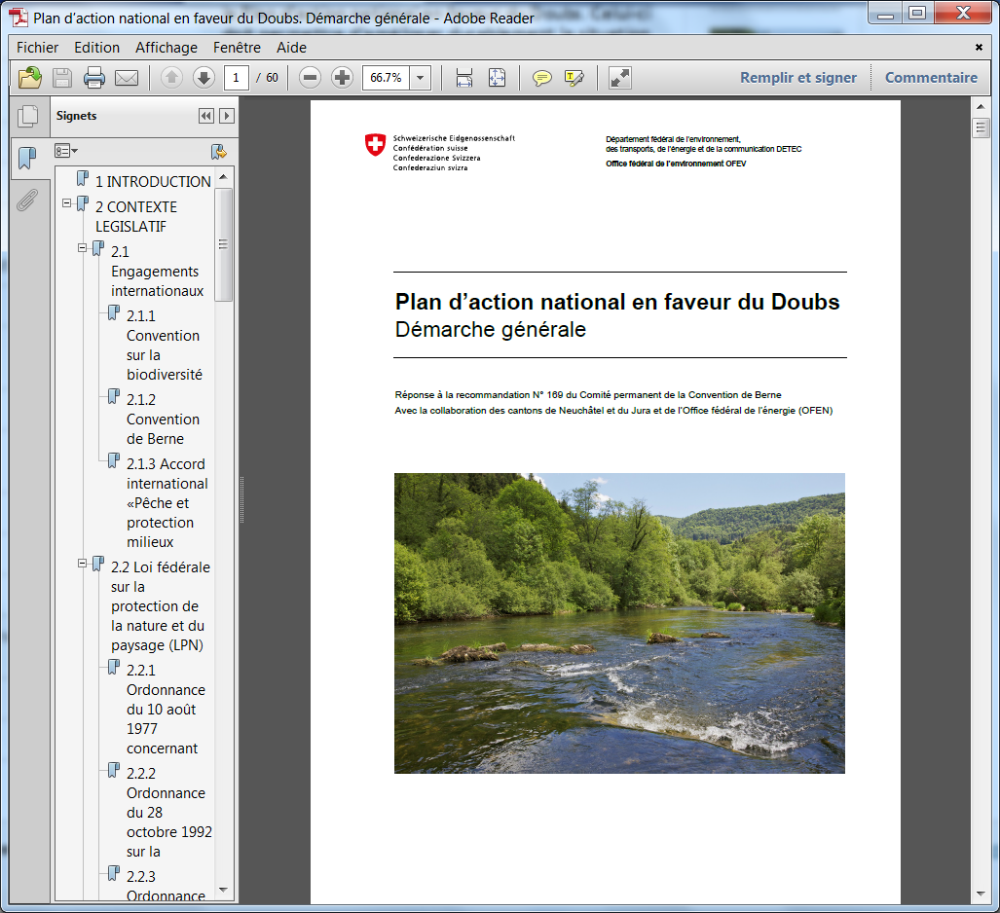 Plan d'action national en faveur du Doubs. Démarche générale - Adobe Reader
Fichier Edition Affichage Fenêtre Aide
1 / 60 66.7% Remplir et signer Commentaire
Signets
1 INTRODUCTION
2 CONTEXTE
LEGISLATIF
2.1
Engagements
internationaux
2.1.1
Convention
sur la
biodiversité
2.1.2
Convention
de Berne
2.1.3 Accord
international
«Pêche et
protection
milieux
2.2 Loi fédérale
sur la
protection de
la nature et du
paysage (LPN)
2.2.1
Ordonnance
du 10 août
1977
concernant
2.2.2
Ordonnance
du 28
octobre 1992
sur la
2.2.3
Ordonnance
Schweizerische Eidgenossenschaft
Confédération suisse
Confederazione Svizzera
Confederaziun svizra
Département fédéral de l'environnement,
des transports, de l'énergie et de la communication DETEC
Office fédéral de l'environnement OFEV
Plan d'action national en faveur du Doubs
Démarche générale
Réponse à la recommandation N° 169 du Comité permanent de la Convention de Berne
Avec la collaboration des cantons de Neuchâtel et du Jura et de l'Office fédéral de l'énergie (OFEN)